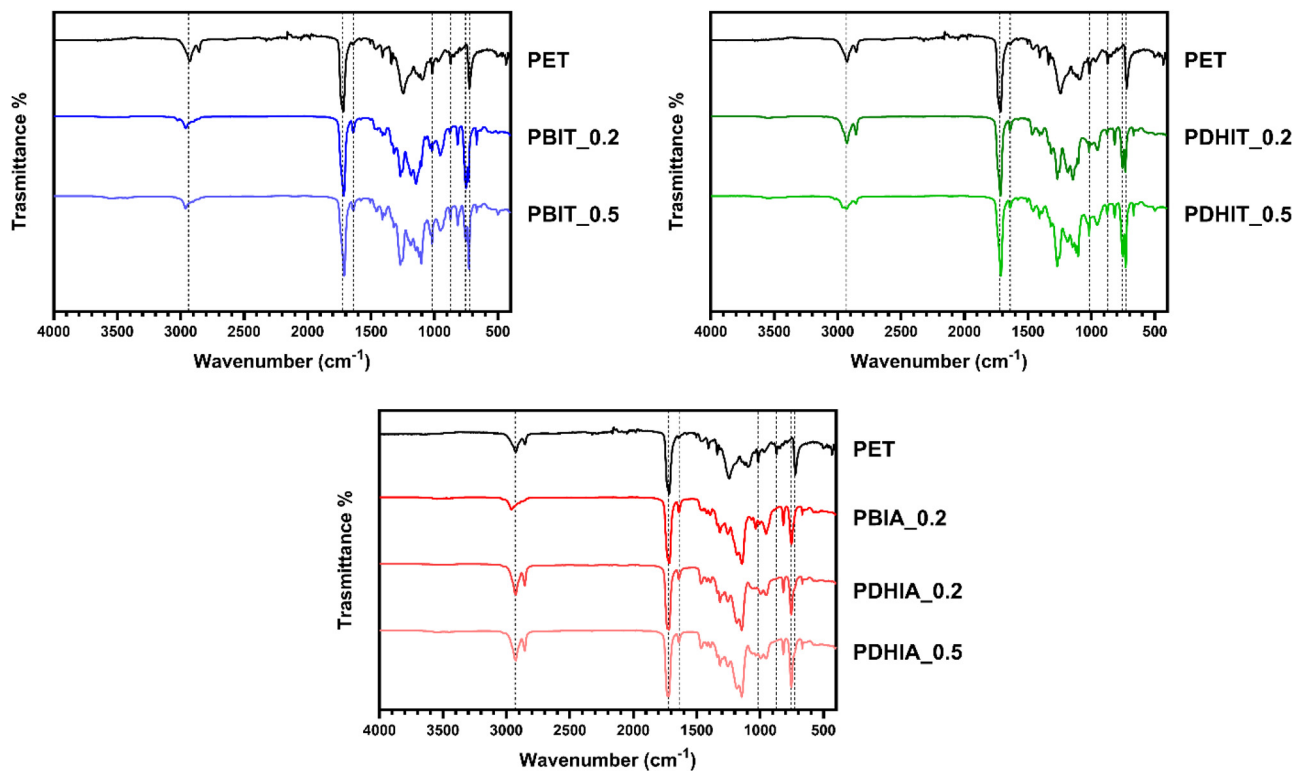 Trasmittance %
PET
PBIT_0.2
PBIT_0.5
4000 3500 3000 2500 2000 1500 1000 500
Wavenumber (cm⁻¹)
Trasmittance %
PET
PDHIT_0.2
PDHIT_0.5
4000 3500 3000 2500 2000 1500 1000 500
Wavenumber (cm⁻¹)
Trasmittance %
PET
PBIA_0.2
PDHIA_0.2
PDHIA_0.5
4000 3500 3000 2500 2000 1500 1000 500
Wavenumber (cm⁻¹)